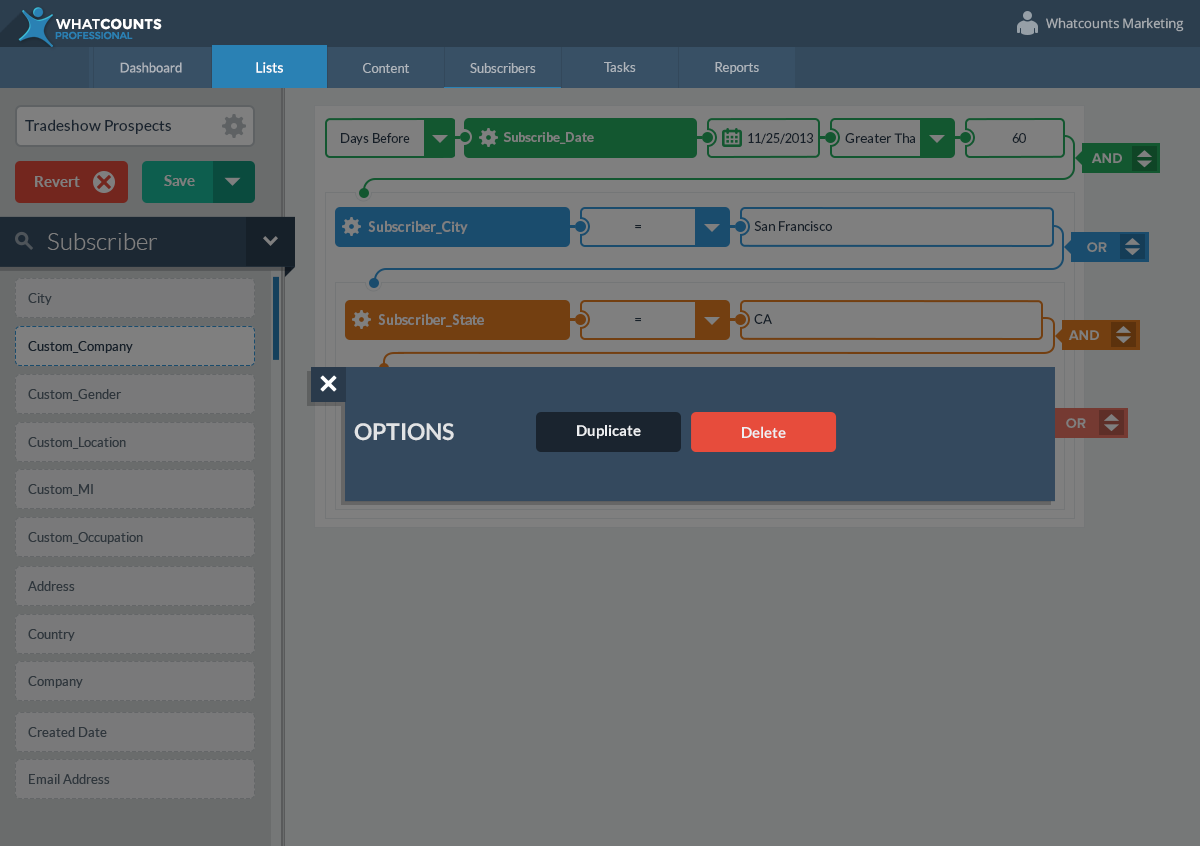 WHATCOUNTS
PROFESSIONAL
Whatcounts Marketing
Dashboard
Lists
Content
Subscribers
Tasks
Reports
Tradeshow Prospects
Revert
Save
Subscriber
City
Custom_Company
Custom_Gender
Custom_Location
Custom_MI
Custom_Occupation
Address
Country
Company
Created Date
Email Address
Days Before
Subscribe_Date
11/25/2013
Greater Tha
60
AND
Subscriber_City
=
San Francisco
OR
Subscriber_State
=
CA
AND
OPTIONS
Duplicate
Delete
OR